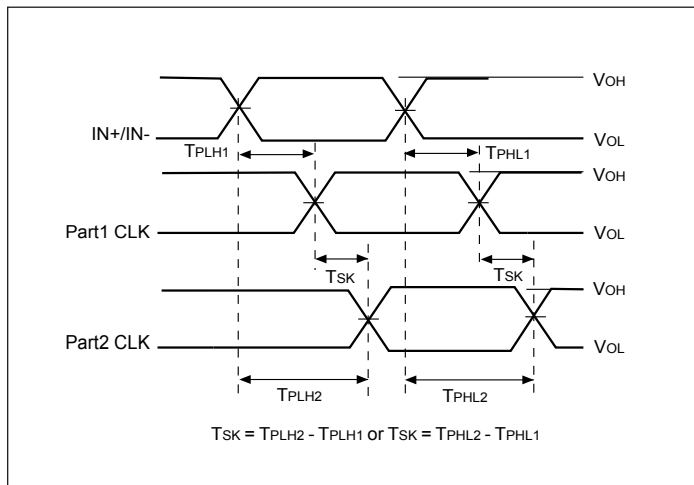 VOH
IN+/IN-
VOL
TPLH1
TPHL1
VOH
Part1 CLK
VOL
TSK
TSK
VOH
Part2 CLK
VOL
TPLH2
TPHL2
TSK = TPLH2 - TPLH1 or TSK = TPHL2 - TPHL1